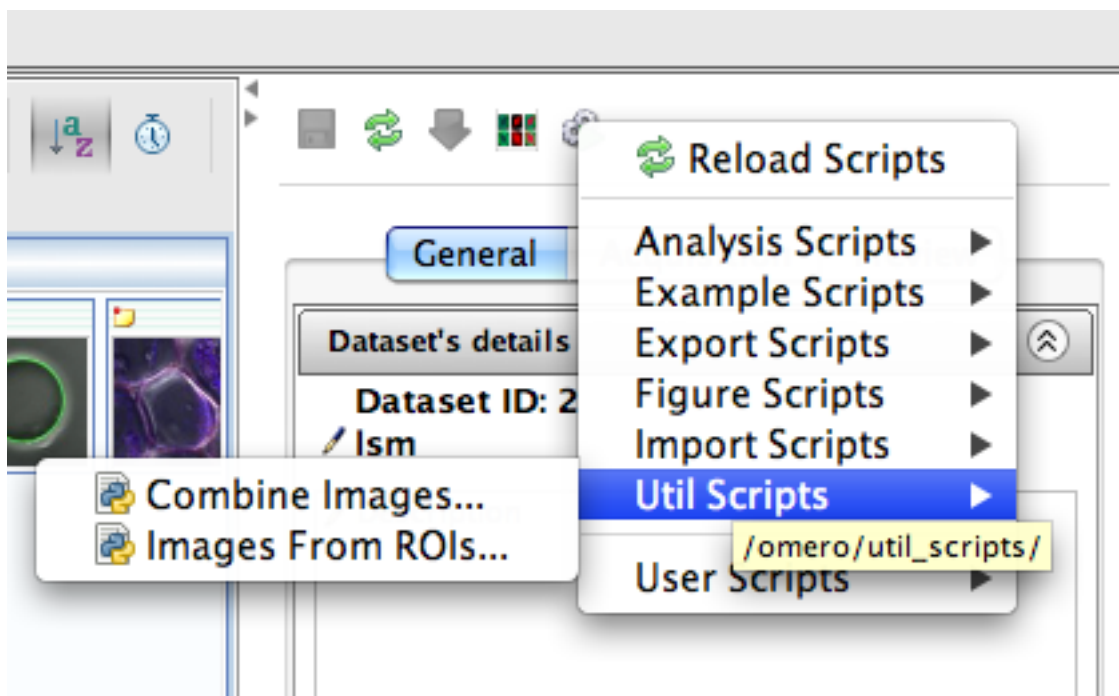 a
z
Reload Scripts
General
Analysis Scripts
Example Scripts
Dataset's details
Export Scripts
Dataset ID: 2
Figure Scripts
lsm
Import Scripts
Combine Images...
Util Scripts
Images From ROIs...
/omero/util_scripts/
User Scripts